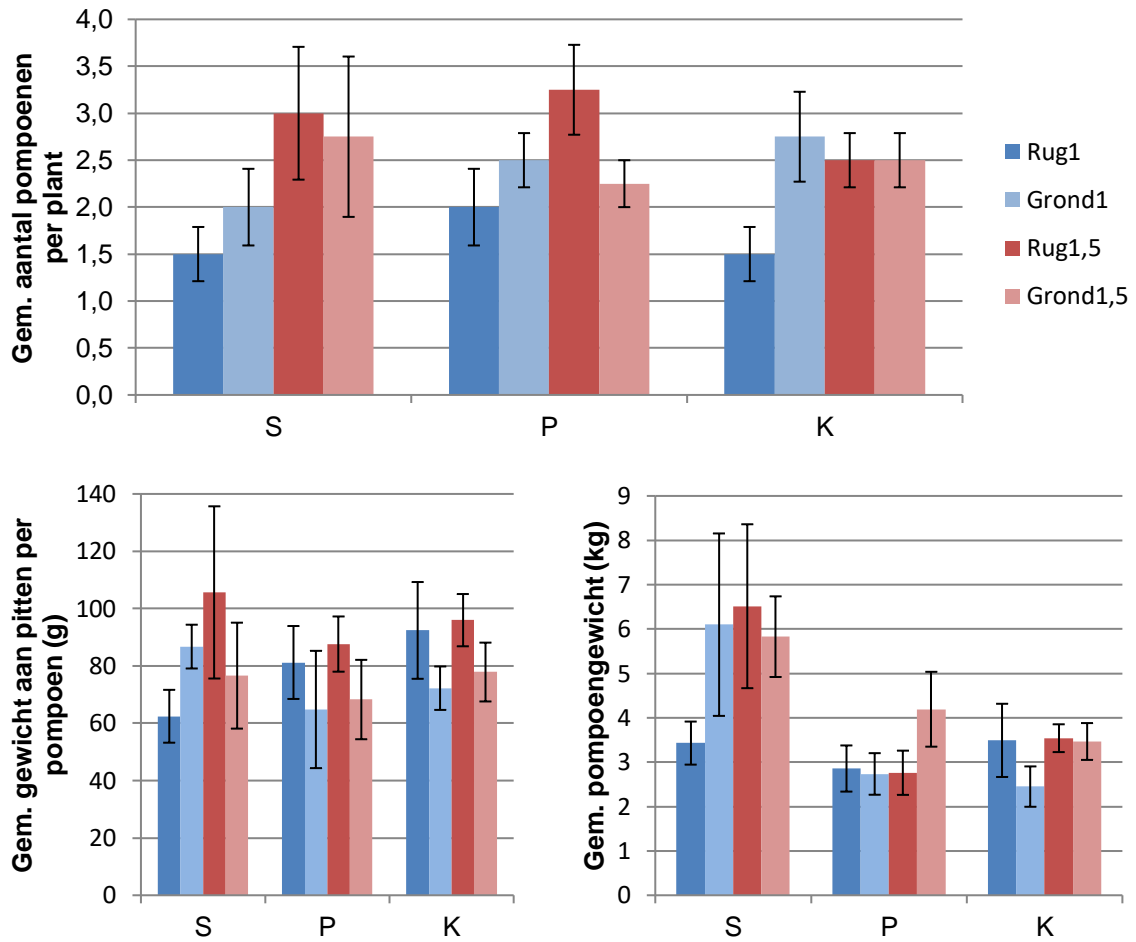 Gem. aantal pompoenen
per plant
4,0
3,5
3,0
2,5
2,0
1,5
1,0
0,5
0,0
S
P
K
Rug1
Grond1
Rug1,5
Grond1,5
Gem. gewicht aan pitten per
pompoen (g)
140
120
100
80
60
40
20
0
S
P
K
Gem. pompoengewicht (kg)
9
8
7
6
5
4
3
2
1
0
S
P
K